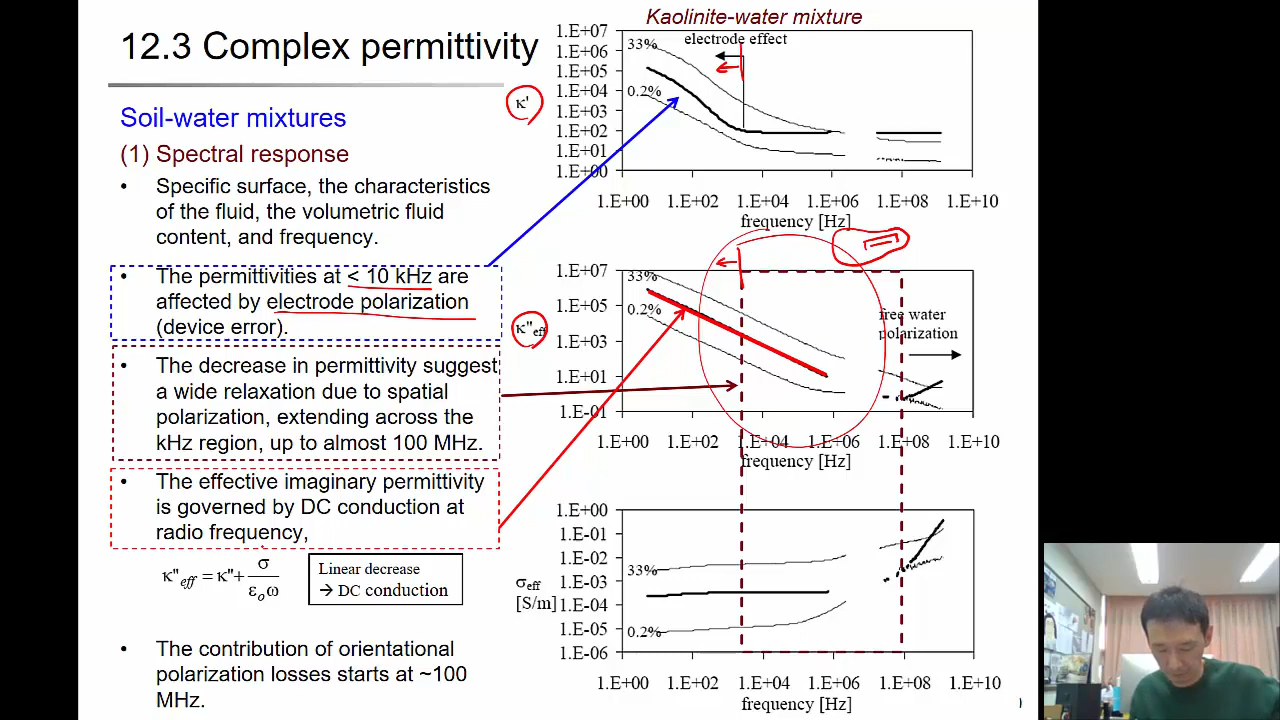 12.3 Complex permittivity
Soil-water mixtures
(1) Spectral response
• Specific surface, the characteristics
of the fluid, the volumetric fluid
content, and frequency.
• The permittivities at < 10 kHz are
affected by electrode polarization
(device error).
• The decrease in permittivity suggest
a wide relaxation due to spatial
polarization, extending across the
kHz region, up to almost 100 MHz.
• The effective imaginary permittivity
is governed by DC conduction at
radio frequency,
κ"eff = κ"+ σ
εoω
Linear decrease
→ DC conduction
• The contribution of orientational
polarization losses starts at ~100
MHz.
Kaolinite-water mixture
electrode effect
κ'
1.E+07
1.E+06
1.E+05
1.E+04
1.E+03
1.E+02
1.E+01
1.E+00
33%
0.2%
1.E+00 1.E+02 1.E+04 1.E+06 1.E+08 1.E+10
frequency [Hz]
κ"eff
1.E+07
1.E+05
1.E+03
1.E+01
1.E-01
33%
0.2%
free water
polarization
1.E+00 1.E+02 1.E+04 1.E+06 1.E+08 1.E+10
frequency [Hz]
σeff
[S/m]
1.E+00
1.E-01
1.E-02
1.E-03
1.E-04
1.E-05
1.E-06
33%
0.2%
1.E+00 1.E+02 1.E+04 1.E+06 1.E+08 1.E+10
frequency [Hz]